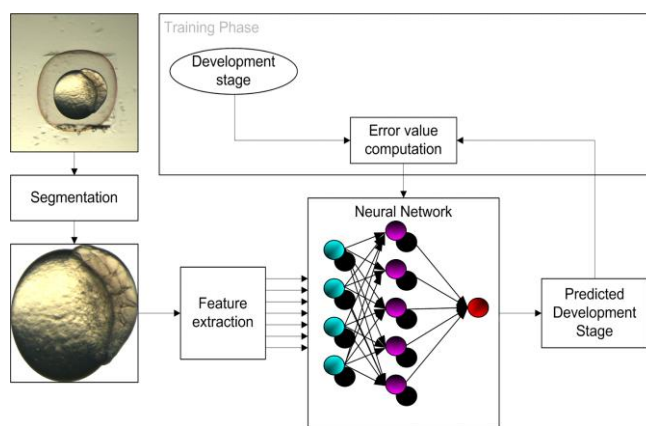 Training Phase
Development
stage
Error value
computation
Segmentation
Neural Network
Feature
extraction
Predicted
Development
Stage